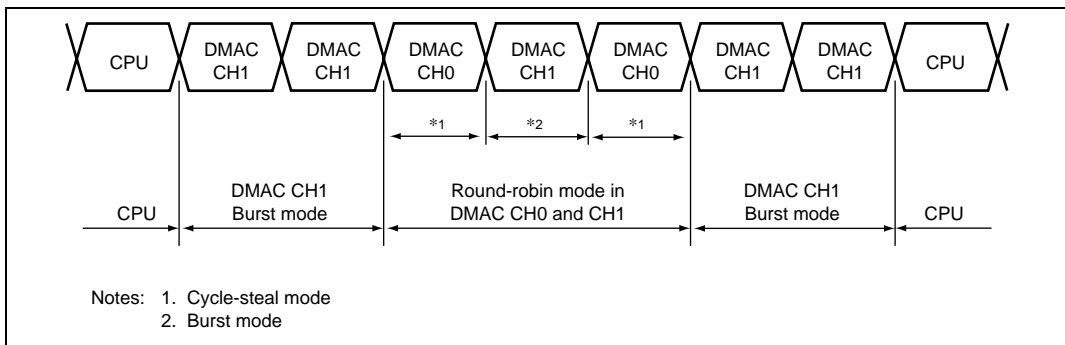 CPU
DMAC
CH1
DMAC
CH1
DMAC
CH0
DMAC
CH1
DMAC
CH0
DMAC
CH1
DMAC
CH1
CPU
*1
*2
*1
CPU
DMAC CH1
Burst mode
Round-robin mode in
DMAC CH0 and CH1
DMAC CH1
Burst mode
CPU
Notes: 1. Cycle-steal mode
2. Burst mode